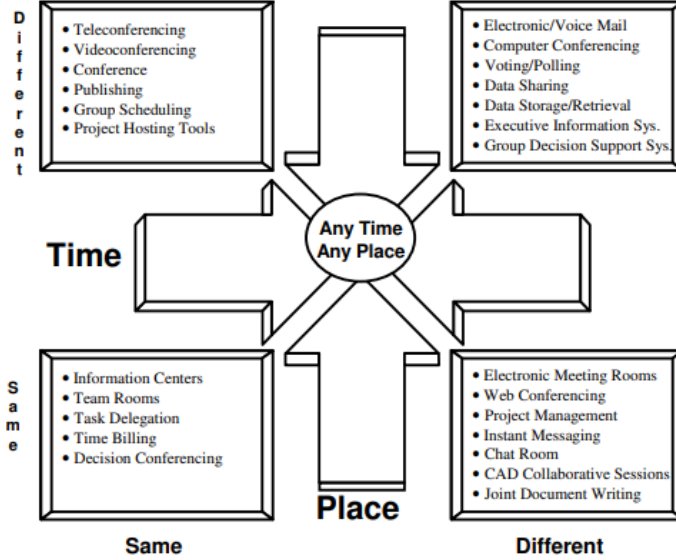 Different
• Teleconferencing
• Videoconferencing
• Conference
• Publishing
• Group Scheduling
• Project Hosting Tools
• Electronic/Voice Mail
• Computer Conferencing
• Voting/Polling
• Data Sharing
• Data Storage/Retrieval
• Executive Information Sys.
• Group Decision Support Sys.
Time
Any Time
Any Place
Same
• Information Centers
• Team Rooms
• Task Delegation
• Time Billing
• Decision Conferencing
• Electronic Meeting Rooms
• Web Conferencing
• Project Management
• Instant Messaging
• Chat Room
• CAD Collaborative Sessions
• Joint Document Writing
Place
Same
Different